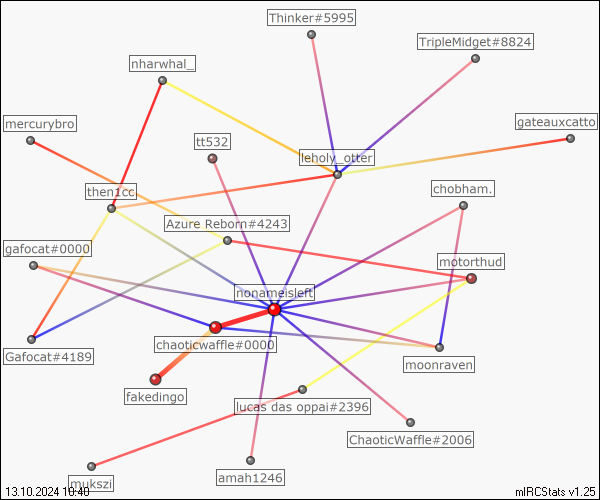 Thinker#5995
TripleMidget#8824
nharwhal_
mercurybro
gateauxcatto
tt532
leholy_otter
then1cc
chobham.
Azure Reborn#4243
gafocat#0000
motorthud
nonameisleft
chaoticwaffle#0000
Gafocat#4189
moonraven
fakedingo
lucas das oppai#2396
ChaoticWaffle#2006
mukszi
amah1246
13.10.2024 10:40
mIRCStats v1.25